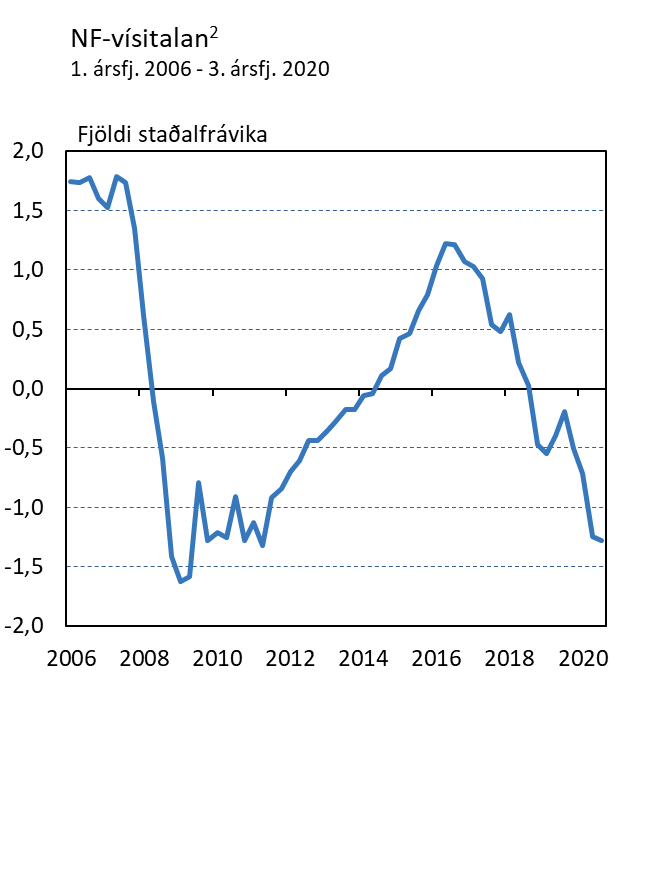 NF-vísitalan²
1. ársfj. 2006 - 3. ársfj. 2020
Fjöldi staðalfrávika
2,0
1,5
1,0
0,5
0,0
-0,5
-1,0
-1,5
-2,0
2006 2008 2010 2012 2014 2016 2018 2020